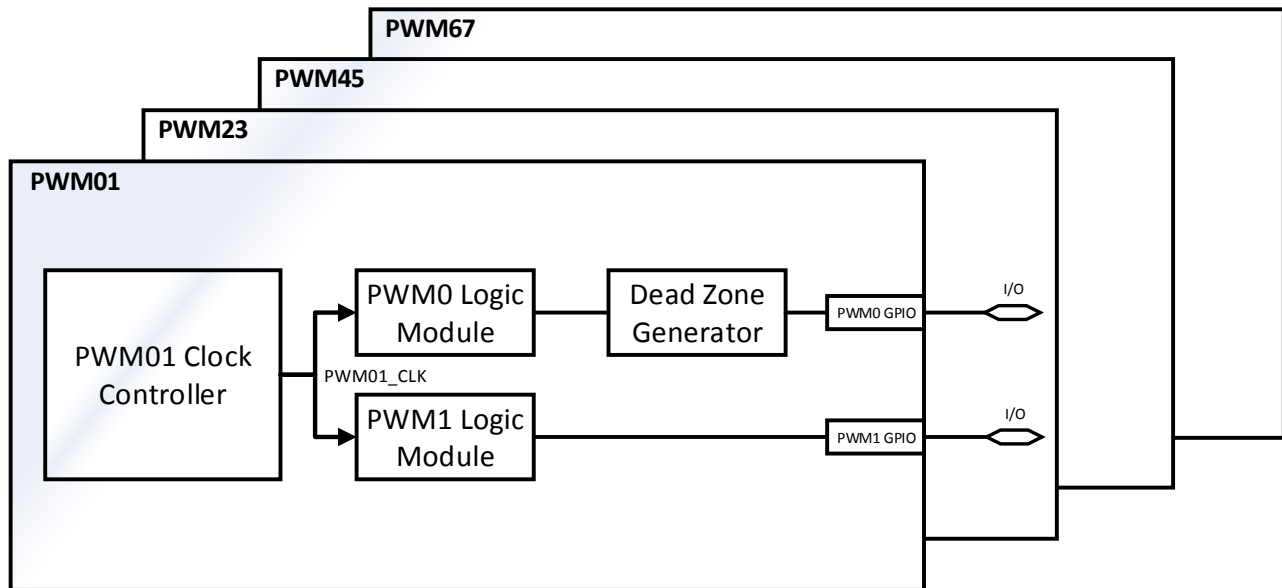 PWM67
PWM45
PWM23
PWM01
PWM01 Clock
Controller
PWM01_CLK
PWM0 Logic
Module
Dead Zone
Generator
PWM0 GPIO
I/O
PWM1 Logic
Module
PWM1 GPIO
I/O